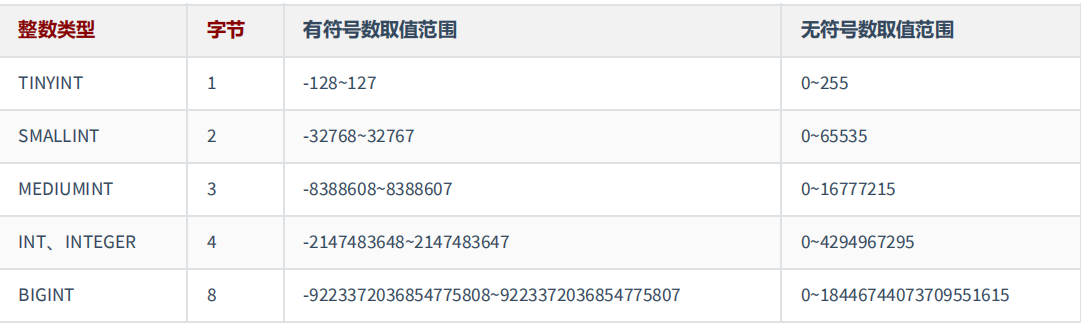 整数类型 字节 有符号数取值范围 无符号数取值范围
TINYINT 1 -128~127 0~255
SMALLINT 2 -32768~32767 0~65535
MEDIUMINT 3 -8388608~8388607 0~16777215
INT、INTEGER 4 -2147483648~2147483647 0~4294967295
BIGINT 8 -9223372036854775808~9223372036854775807 0~18446744073709551615